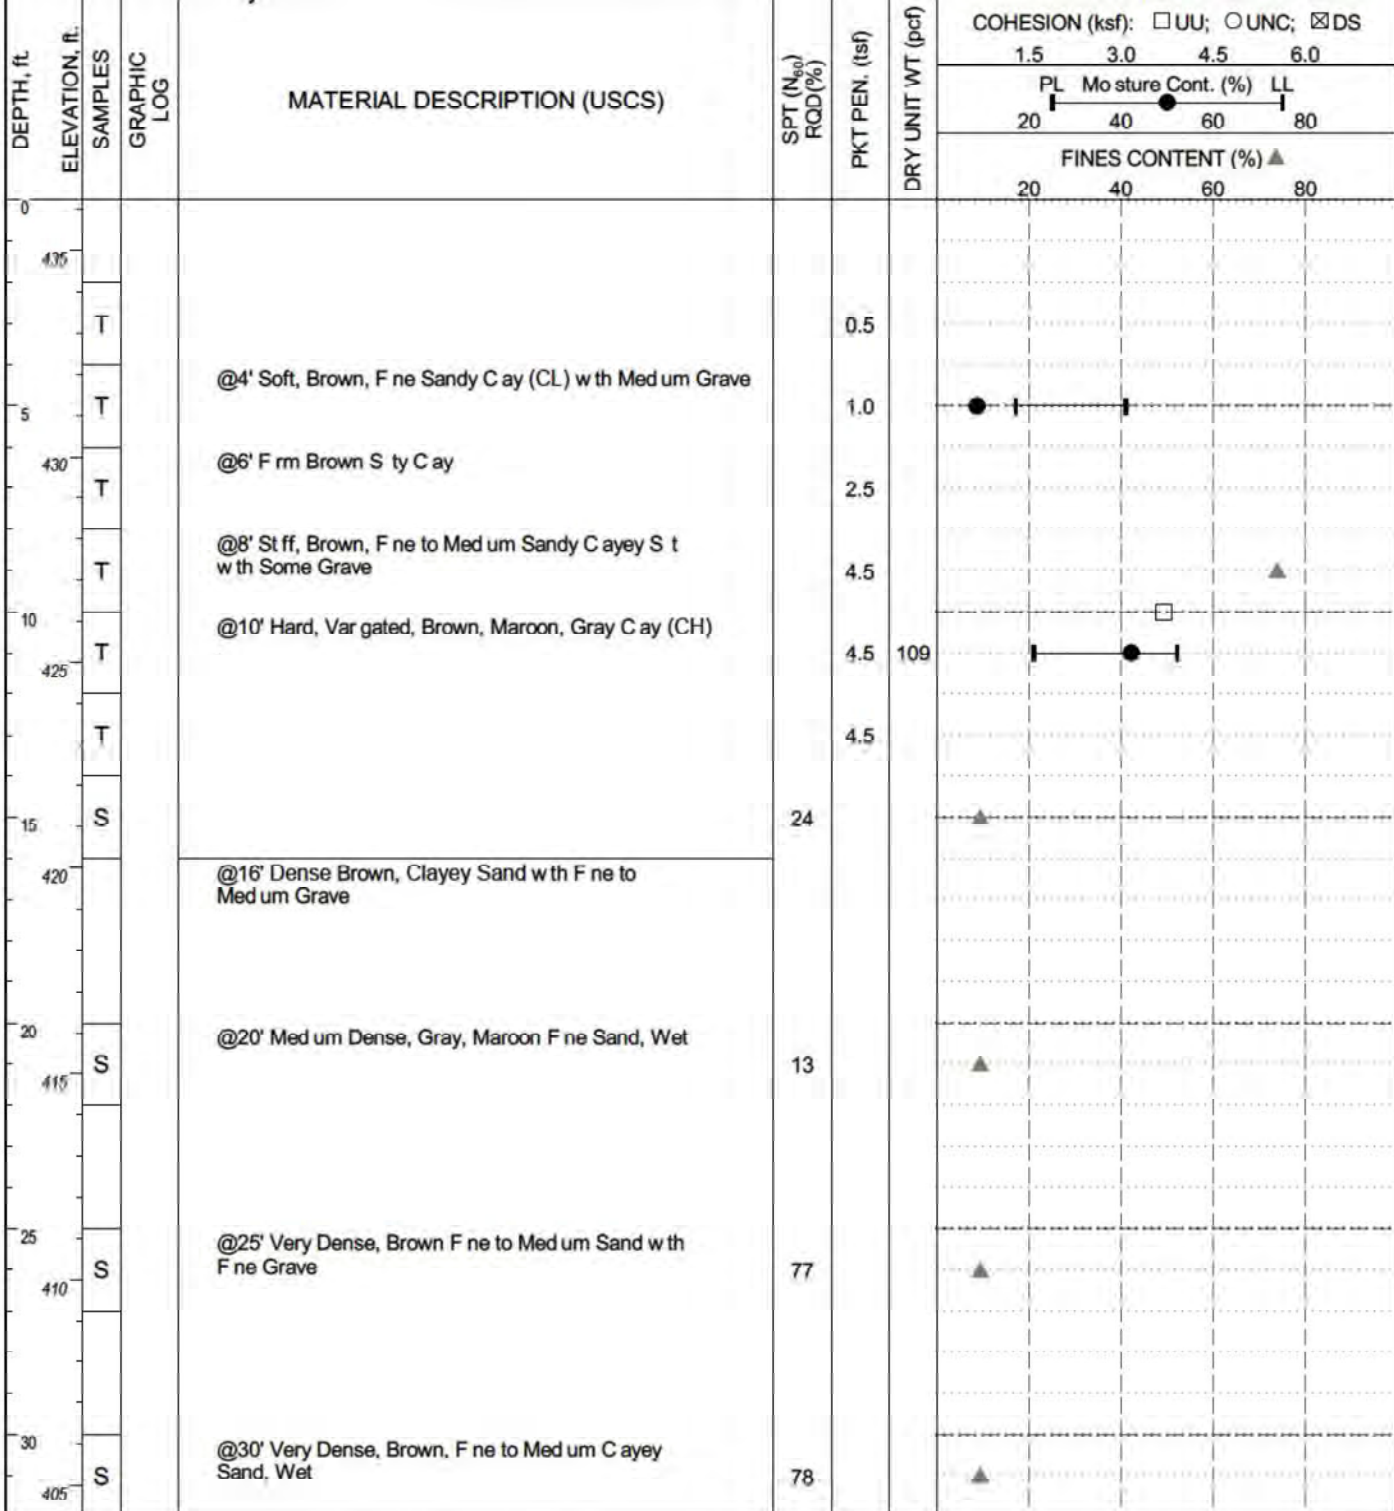 DEPTH, ft.
ELEVATION, ft.
SAMPLES
GRAPHIC
LOG
MATERIAL DESCRIPTION (USCS)
SPT (N60)
RQD(%)
PKT PEN. (tsf)
DRY UNIT WT (pcf)
COHESION (ksf): UU; UNC; DS
1.5 3.0 4.5 6.0
PL Mo sture Cont. (%) LL
20 40 60 80
FINES CONTENT (%)
20 40 60 80
0
435
T 0.5
@4' Soft, Brown, F ne Sandy C ay (CL) w th Med um Grave
5 T 1.0
430 @6' F rm Brown S ty C ay
T 2.5
@8' St ff, Brown, F ne to Med um Sandy C ayey S t
w th Some Grave
T 4.5
10 @10' Hard, Var gated, Brown, Maroon, Gray C ay (CH)
425 T 4.5 109
T 4.5
15 S 24
420 @16' Dense Brown, Clayey Sand w th F ne to
Med um Grave
20 @20' Med um Dense, Gray, Maroon F ne Sand, Wet
415 S 13
25 @25' Very Dense, Brown F ne to Med um Sand w th
F ne Grave
410 S 77
30 @30' Very Dense, Brown, F ne to Med um C ayey
Sand, Wet
405 S 78